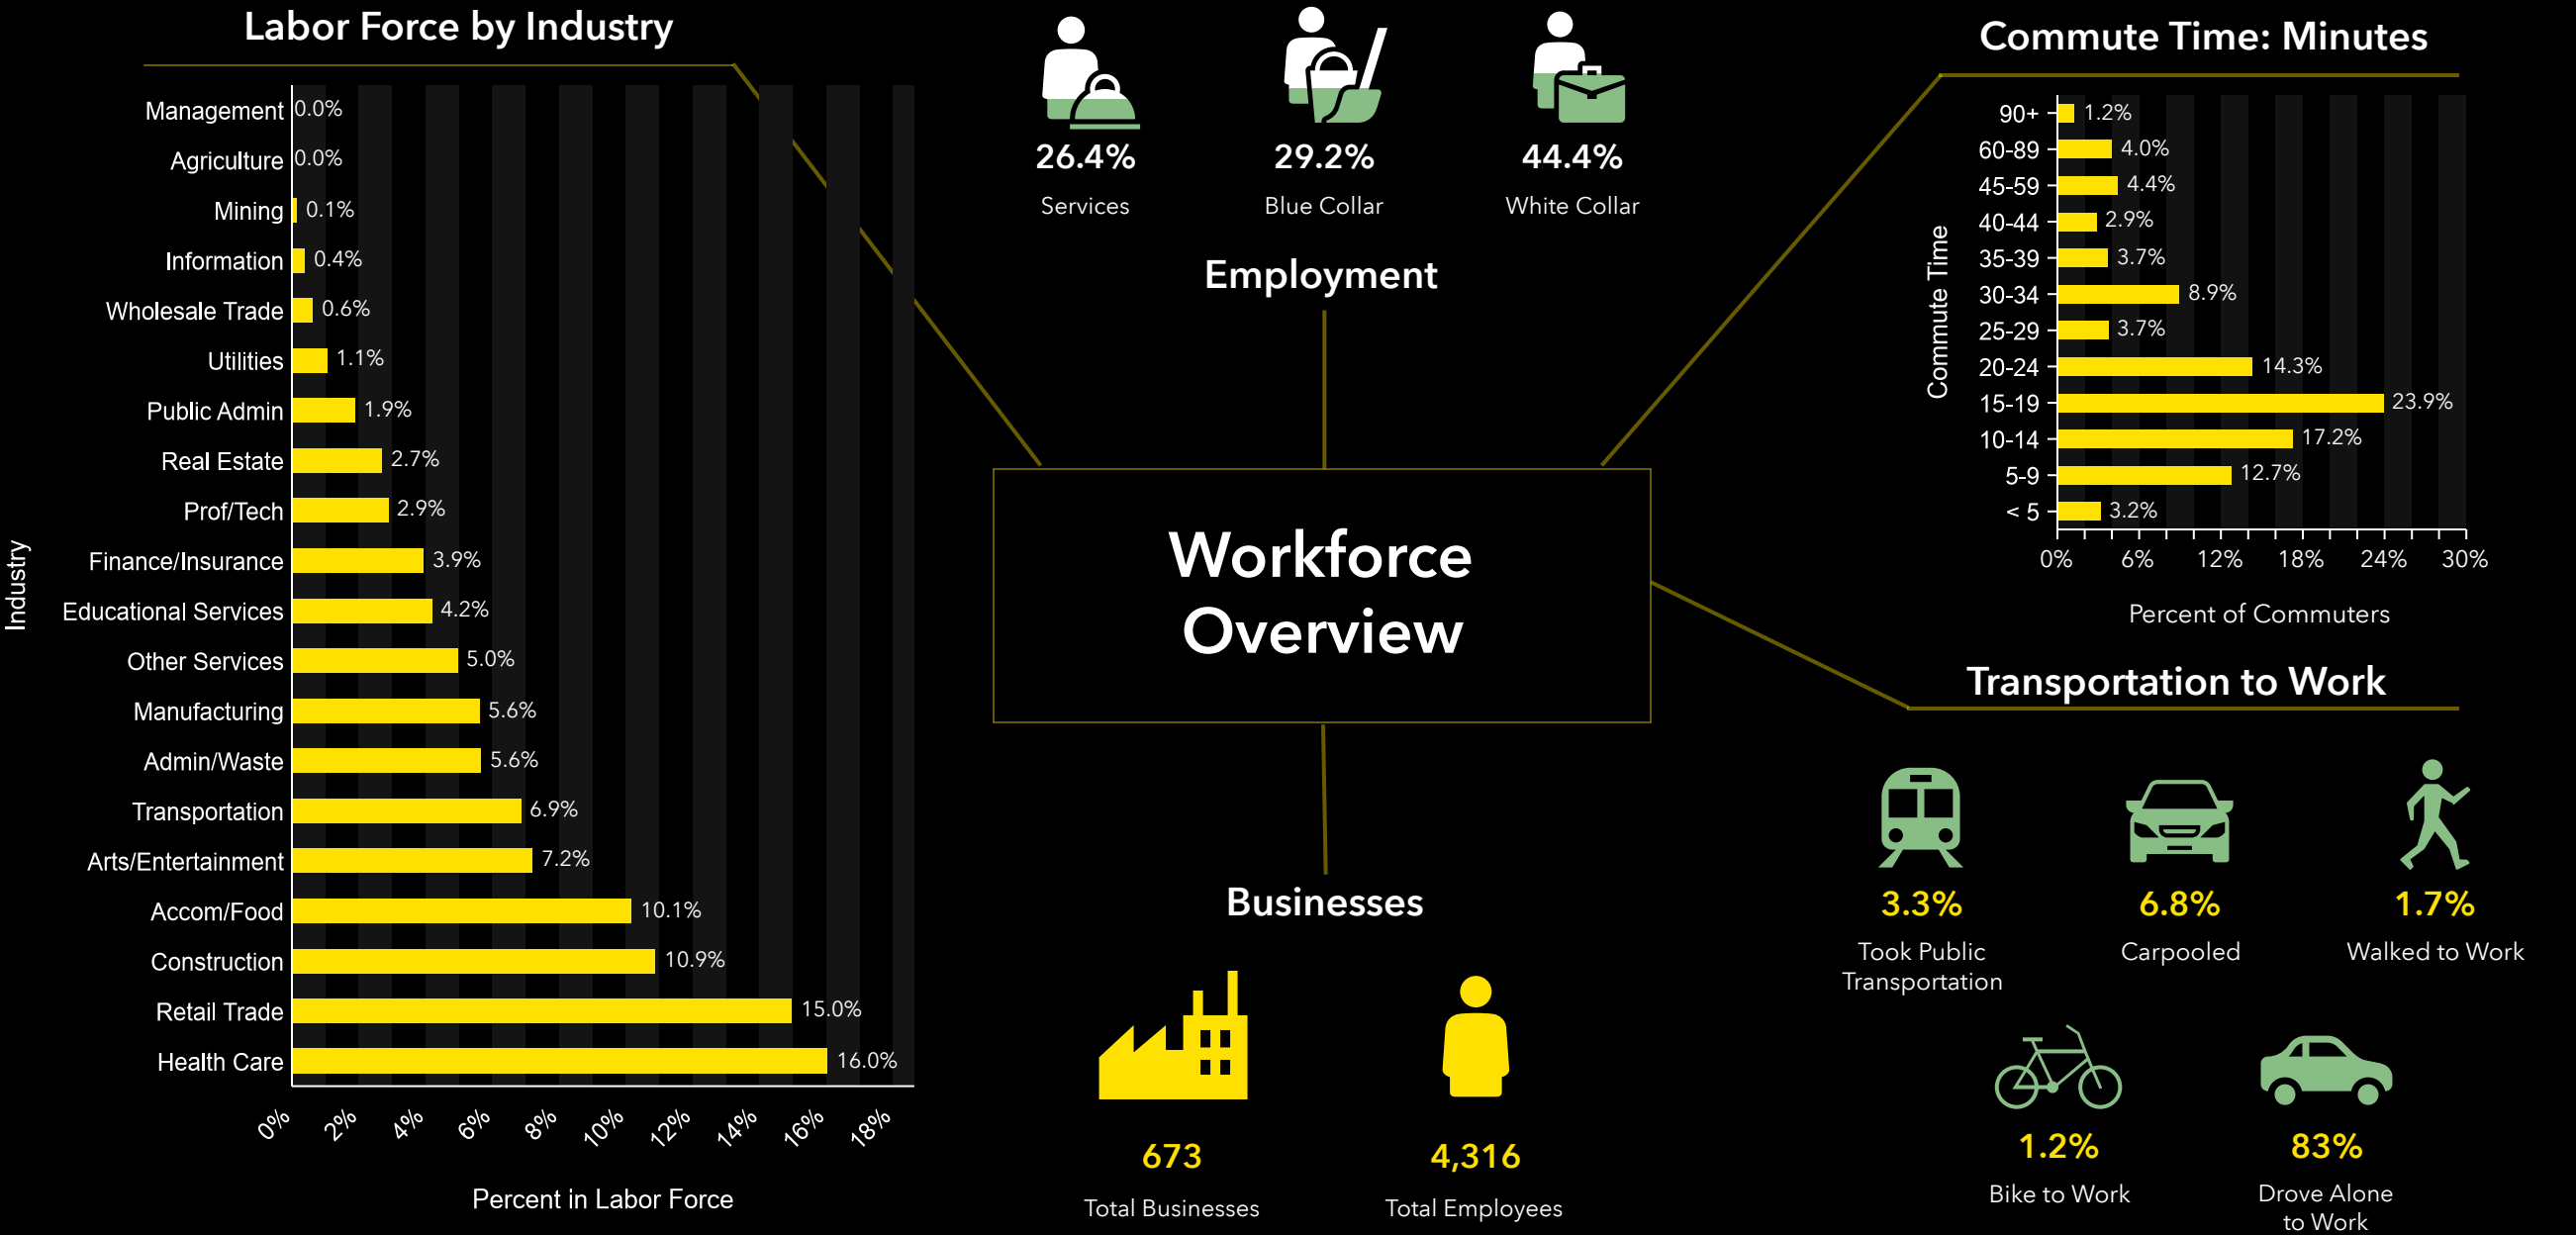 Labor Force by Industry
Industry
Management 0.0%
Agriculture 0.0%
Mining 0.1%
Information 0.4%
Wholesale Trade 0.6%
Utilities 1.1%
Public Admin 1.9%
Real Estate 2.7%
Prof/Tech 2.9%
Finance/Insurance 3.9%
Educational Services 4.2%
Other Services 5.0%
Manufacturing 5.6%
Admin/Waste 5.6%
Transportation 6.9%
Arts/Entertainment 7.2%
Accom/Food 10.1%
Construction 10.9%
Retail Trade 15.0%
Health Care 16.0%
0% 2% 4% 6% 8% 10% 12% 14% 16% 18%
Percent in Labor Force
26.4% 29.2% 44.4%
Services Blue Collar White Collar
Employment
Workforce
Overview
Businesses
673 4,316
Total Businesses Total Employees
Commute Time: Minutes
Commute Time
90+ 1.2%
60-89 4.0%
45-59 4.4%
40-44 2.9%
35-39 3.7%
30-34 8.9%
25-29 3.7%
20-24 14.3%
15-19 23.9%
10-14 17.2%
5-9 12.7%
< 5 3.2%
0% 6% 12% 18% 24% 30%
Percent of Commuters
Transportation to Work
3.3% 6.8% 1.7%
Took Public Carpooled Walked to Work
Transportation
1.2% 83%
Bike to Work Drove Alone
to Work